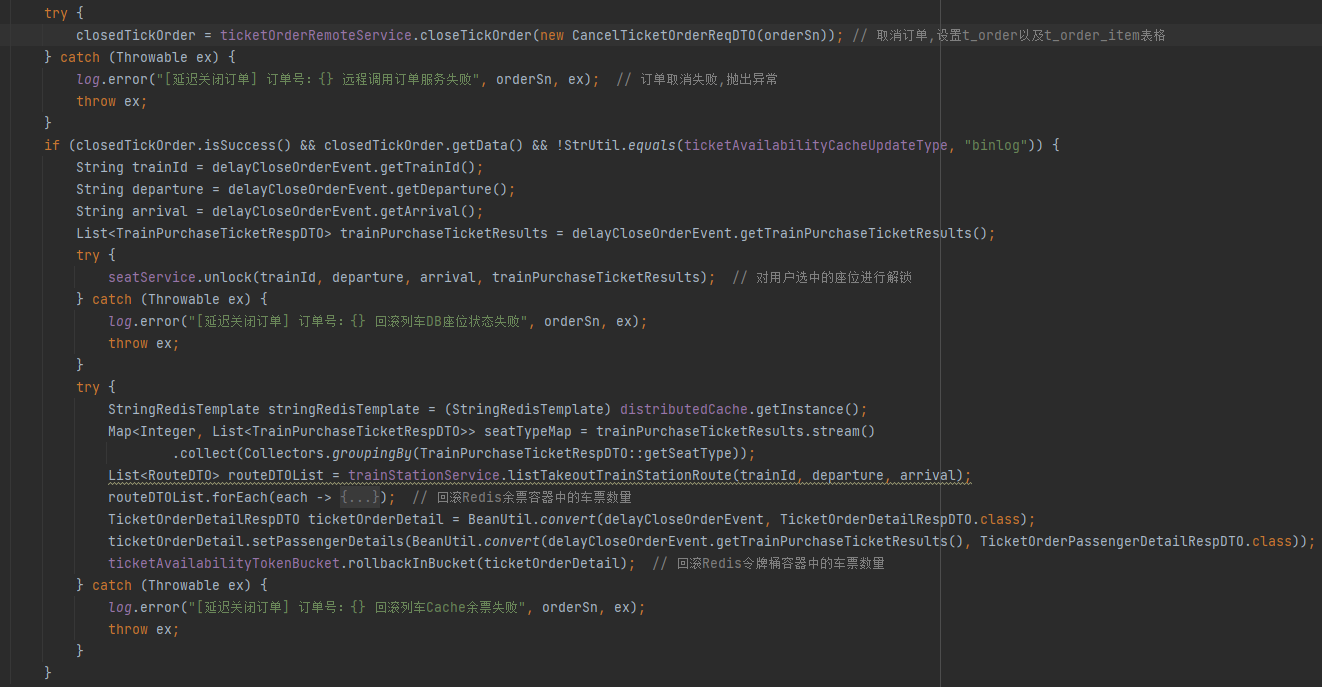 try {
    closedTickOrder = ticketOrderRemoteService.closeTickOrder(new CancelTicketOrderReqDTO(orderSn)); // 取消订单,设置t_order以及t_order_item表格
} catch (Throwable ex) {
    log.error("[延迟关闭订单] 订单号：{} 远程调用订单服务失败", orderSn, ex);  // 订单取消失败,抛出异常
    throw ex;
}
if (closedTickOrder.isSuccess() && closedTickOrder.getData() && !StrUtil.equals(ticketAvailabilityCacheUpdateType, "binlog")) {
    String trainId = delayCloseOrderEvent.getTrainId();
    String departure = delayCloseOrderEvent.getDeparture();
    String arrival = delayCloseOrderEvent.getArrival();
    List<TrainPurchaseTicketRespDTO> trainPurchaseTicketResults = delayCloseOrderEvent.getTrainPurchaseTicketResults();
    try {
        seatService.unlock(trainId, departure, arrival, trainPurchaseTicketResults);  // 对用户选中的座位进行解锁
    } catch (Throwable ex) {
        log.error("[延迟关闭订单] 订单号：{} 回滚列车DB座位状态失败", orderSn, ex);
        throw ex;
    }
    try {
        StringRedisTemplate stringRedisTemplate = (StringRedisTemplate) distributedCache.getInstance();
        Map<Integer, List<TrainPurchaseTicketRespDTO>> seatTypeMap = trainPurchaseTicketResults.stream()
                .collect(Collectors.groupingBy(TrainPurchaseTicketRespDTO::getSeatType));
        List<RouteDTO> routeDTOList = trainStationService.listTakeoutTrainStationRoute(trainId, departure, arrival);
        routeDTOList.forEach(each -> {...});  // 回滚Redis余票容器中的车票数量
        TicketOrderDetailRespDTO ticketOrderDetail = BeanUtil.convert(delayCloseOrderEvent, TicketOrderDetailRespDTO.class);
        ticketOrderDetail.setPassengerDetails(BeanUtil.convert(delayCloseOrderEvent.getTrainPurchaseTicketResults(), TicketOrderPassengerDetailRespDTO.class));
        ticketAvailabilityTokenBucket.rollbackInBucket(ticketOrderDetail);  // 回滚Redis令牌桶容器中的车票数量
    } catch (Throwable ex) {
        log.error("[延迟关闭订单] 订单号：{} 回滚列车Cache余票失败", orderSn, ex);
        throw ex;
    }
}